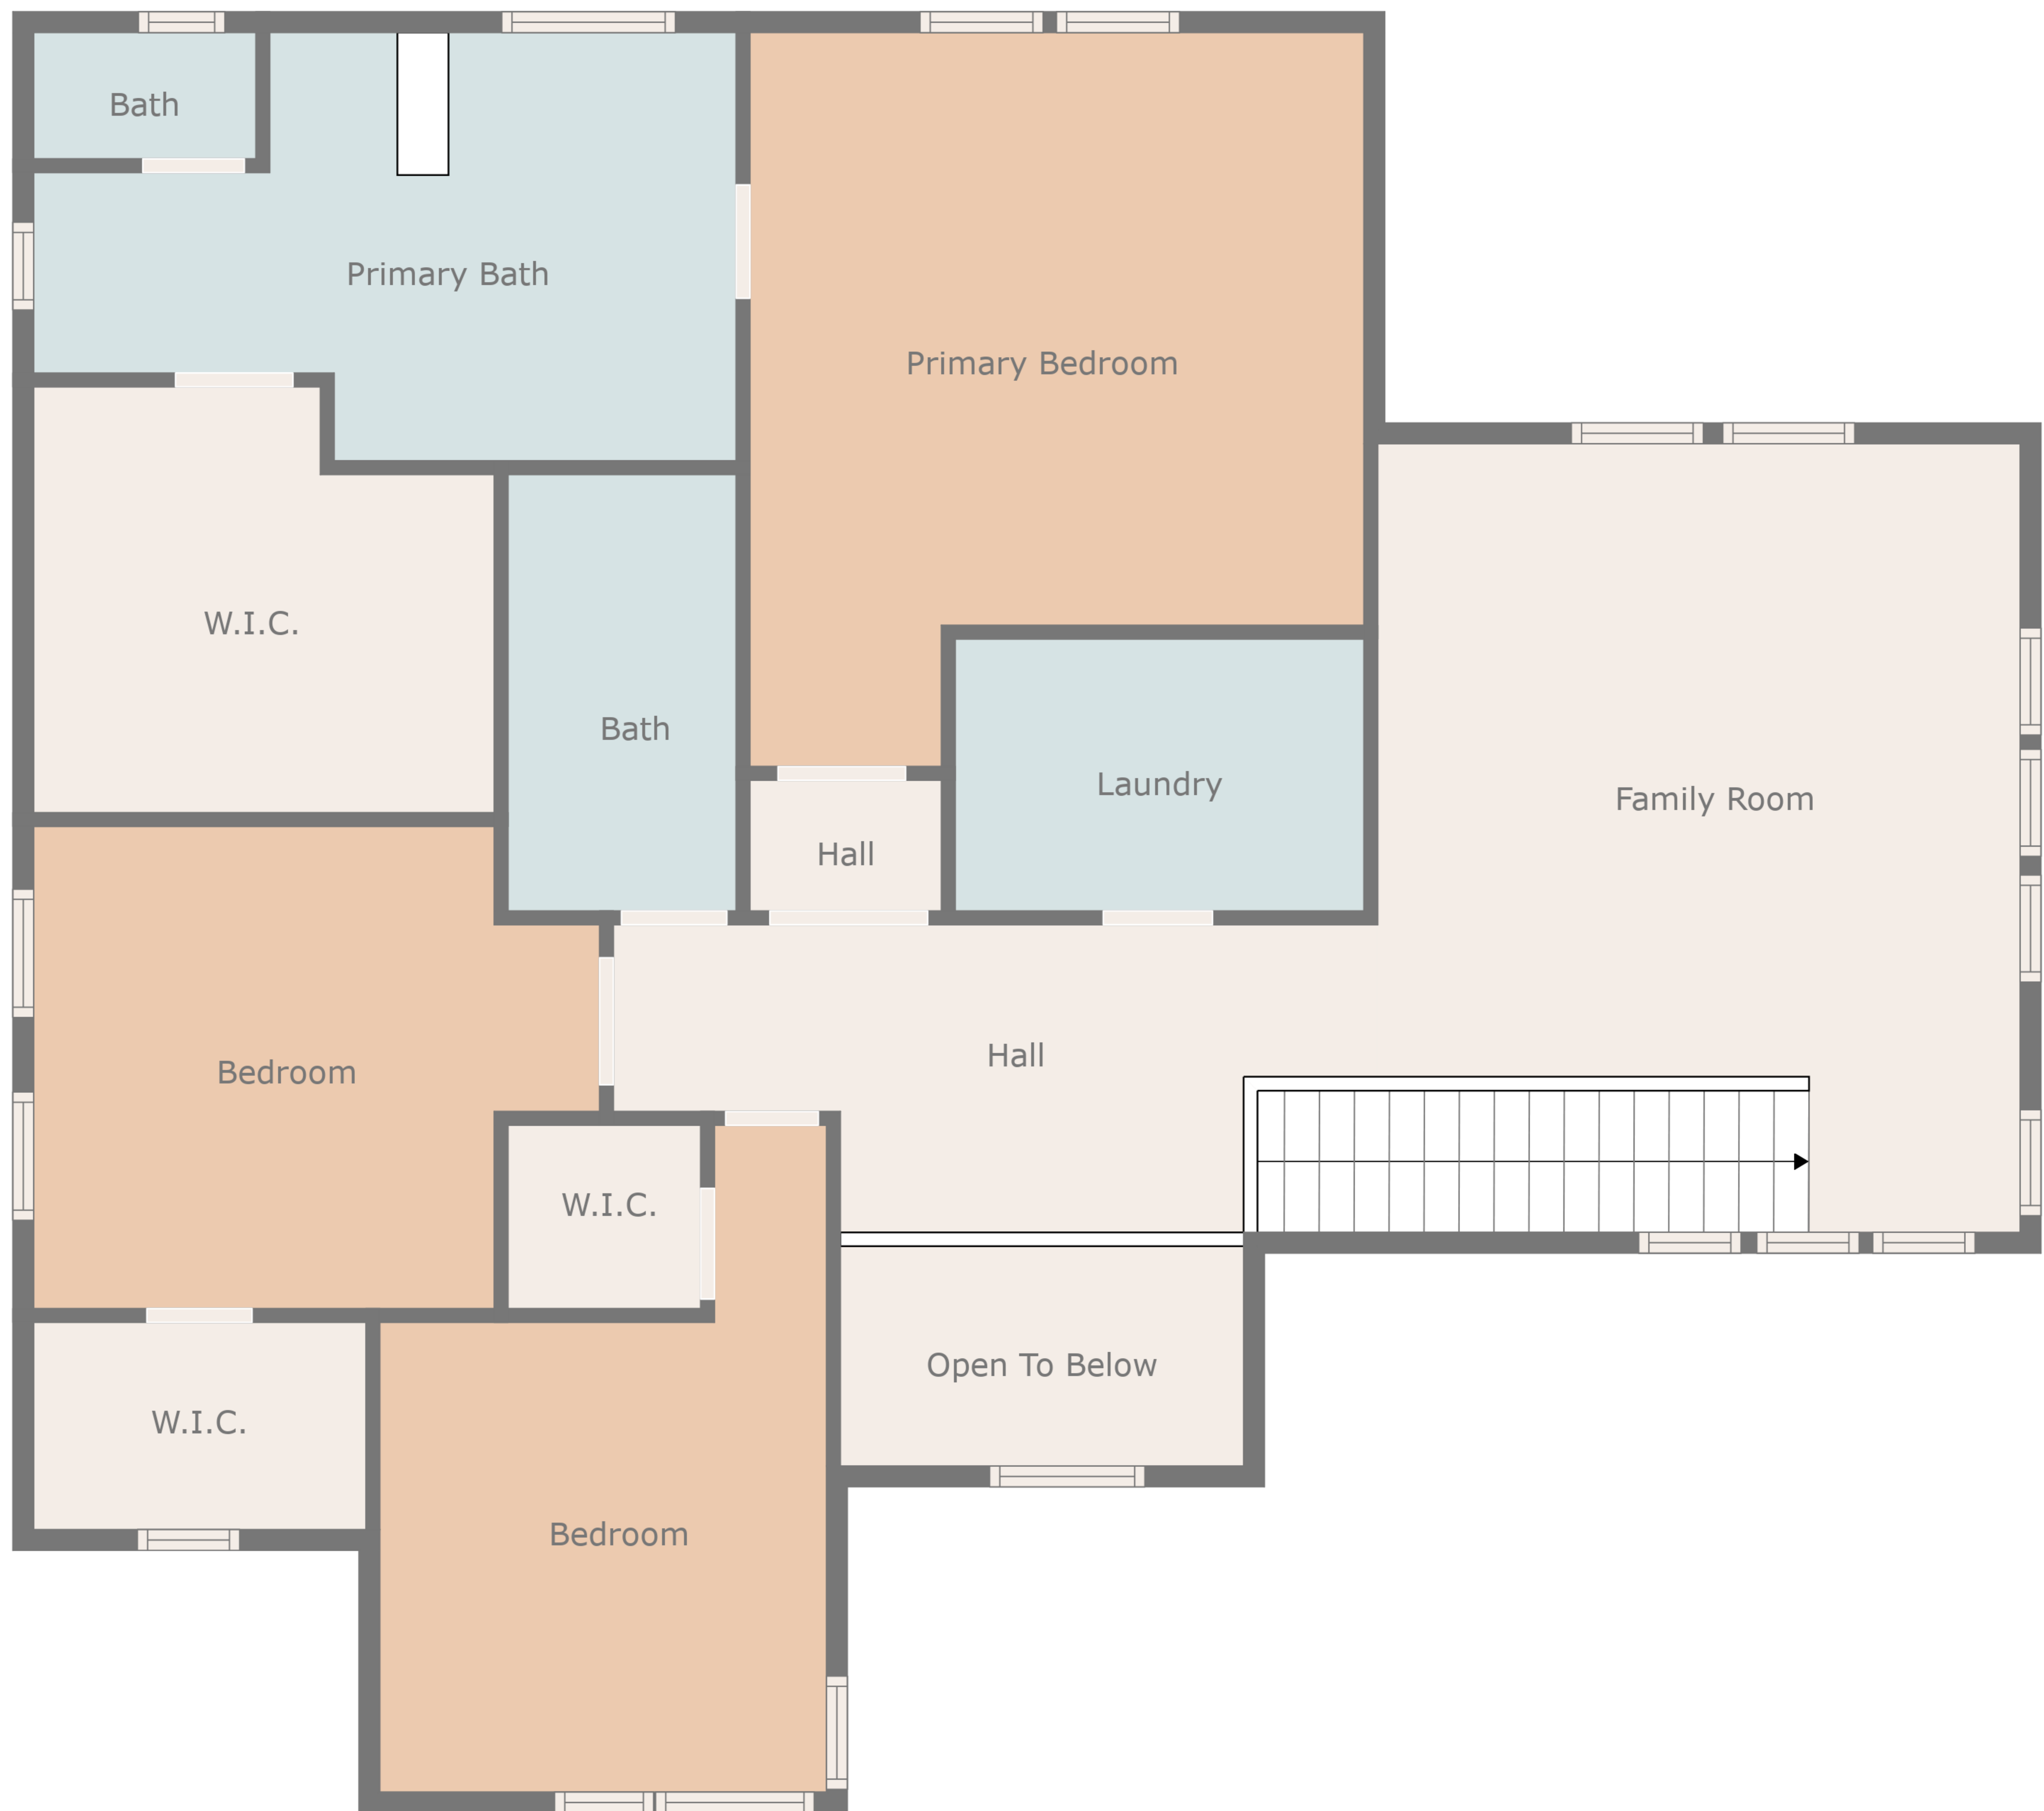 Bath
Primary Bath
Primary Bedroom
W.I.C.
Bath
Laundry
Family Room
Hall
Hall
Bedroom
W.I.C.
Open To Below
W.I.C.
Bedroom